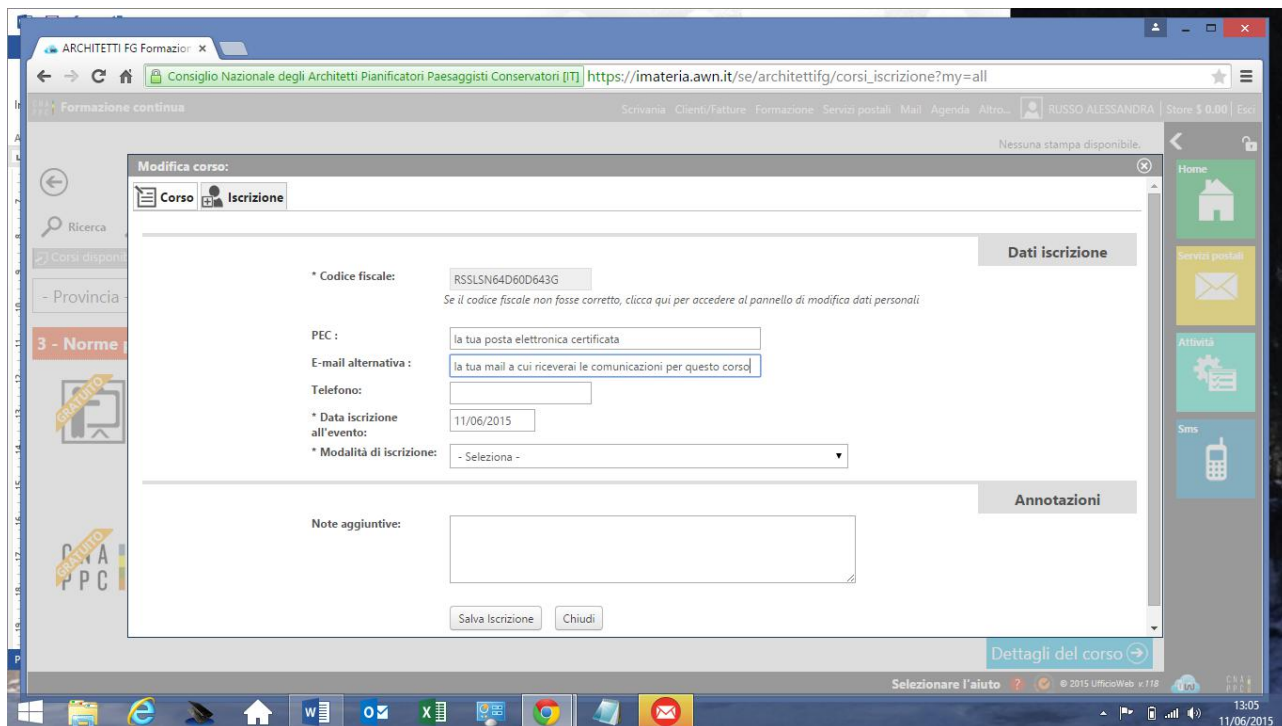 ARCHITETTI FG Formazior
Consiglio Nazionale degli Architetti Pianificatori Paesaggisti Conservatori [IT] https://imateria.awn.it/se/architettifg/corsi_iscrizione?my=all
Formazione continua
Scrivania Clienti/Fatture Formazione Servizi postali Mail Agenda Altro... RUSSO ALESSANDRA Store $ 0.00 Esci
Nessuna stampa disponibile.
Modifica corso:
Home
Corso Iscrizione
Ricerca
Dati iscrizione
Corsi disponib
Servizi postali
* Codice fiscale: RSSLSN64D60D643G
Se il codice fiscale non fosse corretto, clicca qui per accedere al pannello di modifica dati personali
- Provincia -
PEC : la tua posta elettronica certificata
3 - Norme p
Attività
E-mail alternativa : la tua mail a cui riceverai le comunicazioni per questo corso
Telefono:
GRATUITO
* Data iscrizione all'evento: 11/06/2015
* Modalità di iscrizione: - Seleziona -
Sms
Annotazioni
Note aggiuntive:
GRATUITO
CNA
PPC
Salva Iscrizione Chiudi
Dettagli del corso
Selezionare l'aiuto ? © 2015 UfficioWeb v.118
13:05
11/06/2015